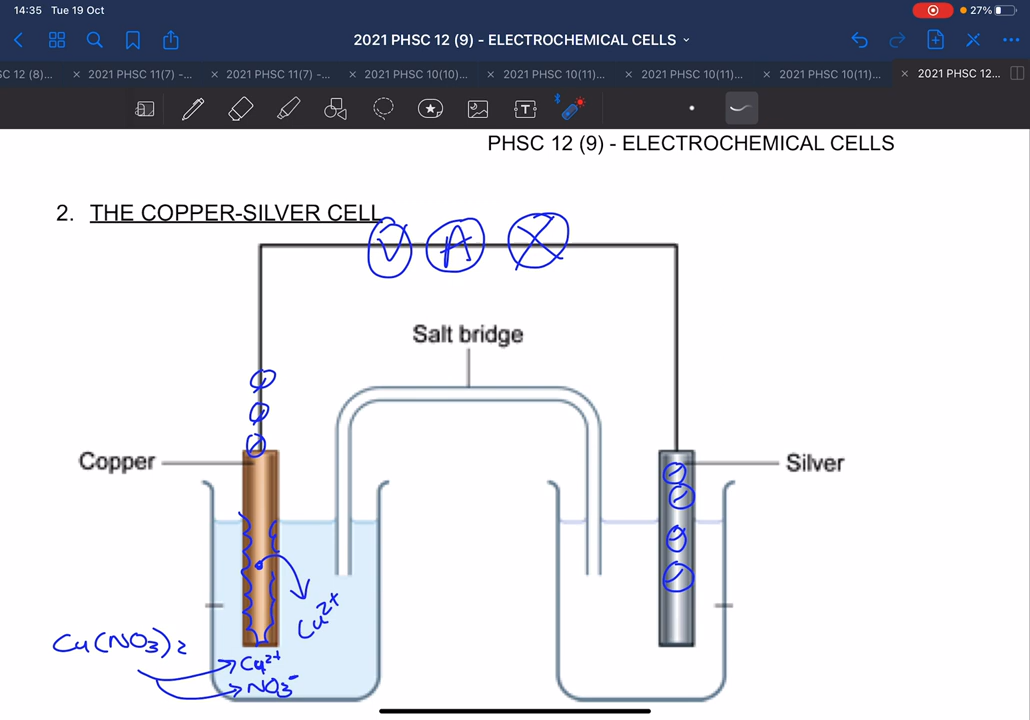 14:35 Tue 19 Oct
27%
2021 PHSC 12 (9) - ELECTROCHEMICAL CELLS
SC 12 (8)... × 2021 PHSC 11(7) -... × 2021 PHSC 11(7) -... × 2021 PHSC 10(10)... × 2021 PHSC 10(11)... × 2021 PHSC 10(11)... × 2021 PHSC 10(11)... × 2021 PHSC 12...
PHSC 12 (9) - ELECTROCHEMICAL CELLS
2. THE COPPER-SILVER CELL
V A X
Salt bridge
Copper
Silver
Cu²⁺
Cu(NO₃)₂
Cu²⁺
NO₃⁻